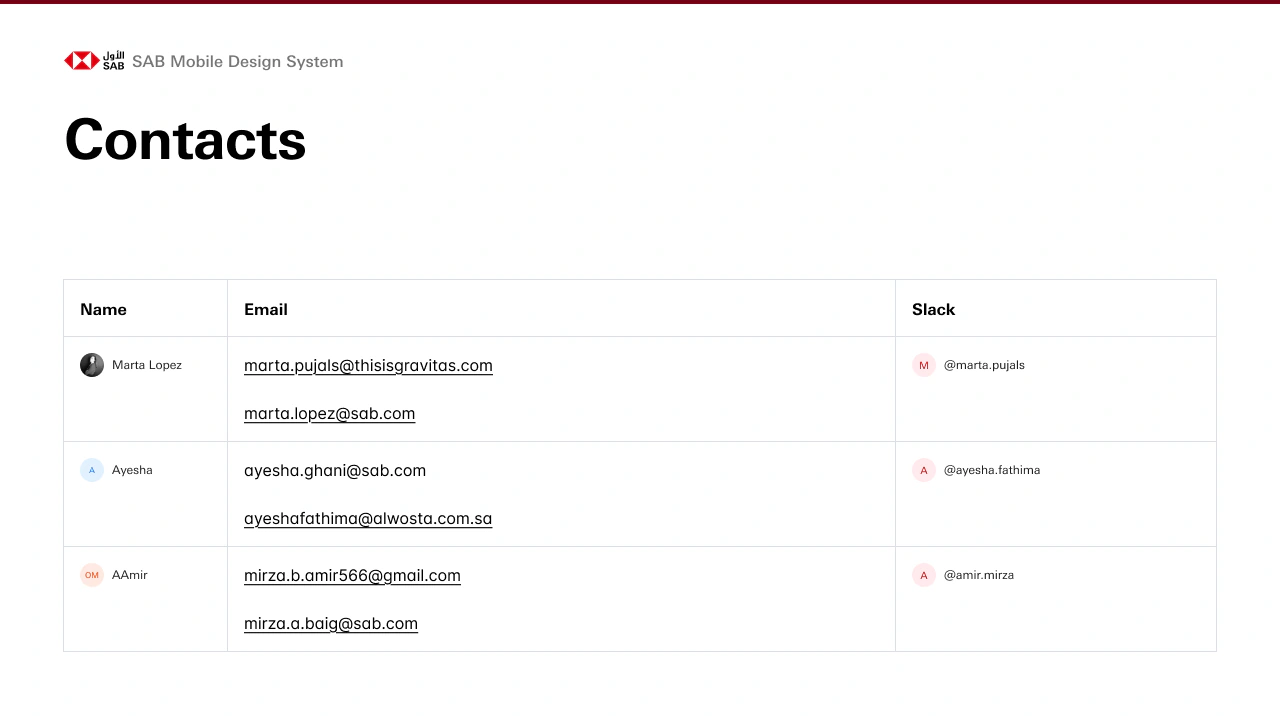 الأول
SAB
SAB Mobile Design System
Contacts
Name
Email
Slack
Marta Lopez
marta.pujals@thisisgravitas.com
marta.lopez@sab.com
M
@marta.pujals
A
Ayesha
ayesha.ghani@sab.com
ayeshafathima@alwosta.com.sa
A
@ayesha.fathima
OM
AAmir
mirza.b.amir566@gmail.com
mirza.a.baig@sab.com
A
@amir.mirza